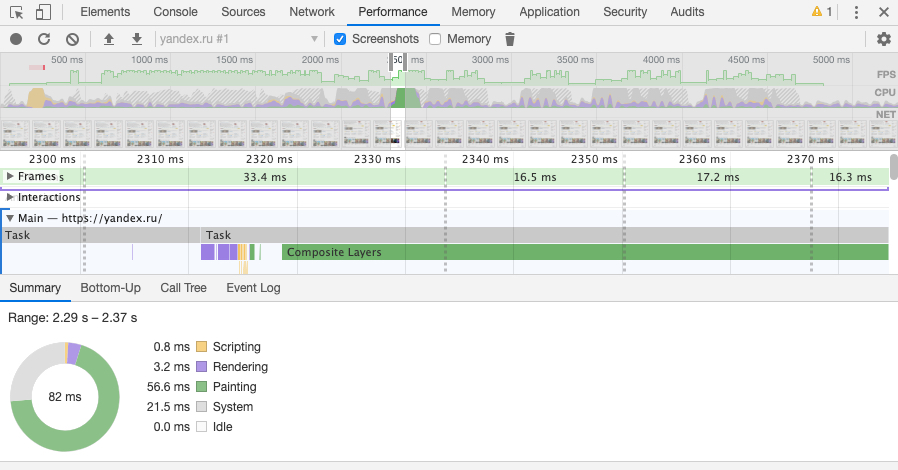 Elements Console Sources Network Performance Memory Application Security Audits 1
yandex.ru #1 Screenshots Memory
500 ms 1000 ms 1500 ms 2000 ms 50 ms 3000 ms 3500 ms 4000 ms 4500 ms 5000 ms
FPS
CPU
NET
2300 ms 2310 ms 2320 ms 2330 ms 2340 ms 2350 ms 2360 ms 2370 ms
Frames s 33.4 ms 16.5 ms 17.2 ms 16.3 ms
Interactions
Main — https://yandex.ru/
Task Task
Composite Layers
Summary Bottom-Up Call Tree Event Log
Range: 2.29 s – 2.37 s
0.8 ms Scripting
3.2 ms Rendering
82 ms 56.6 ms Painting
21.5 ms System
0.0 ms Idle